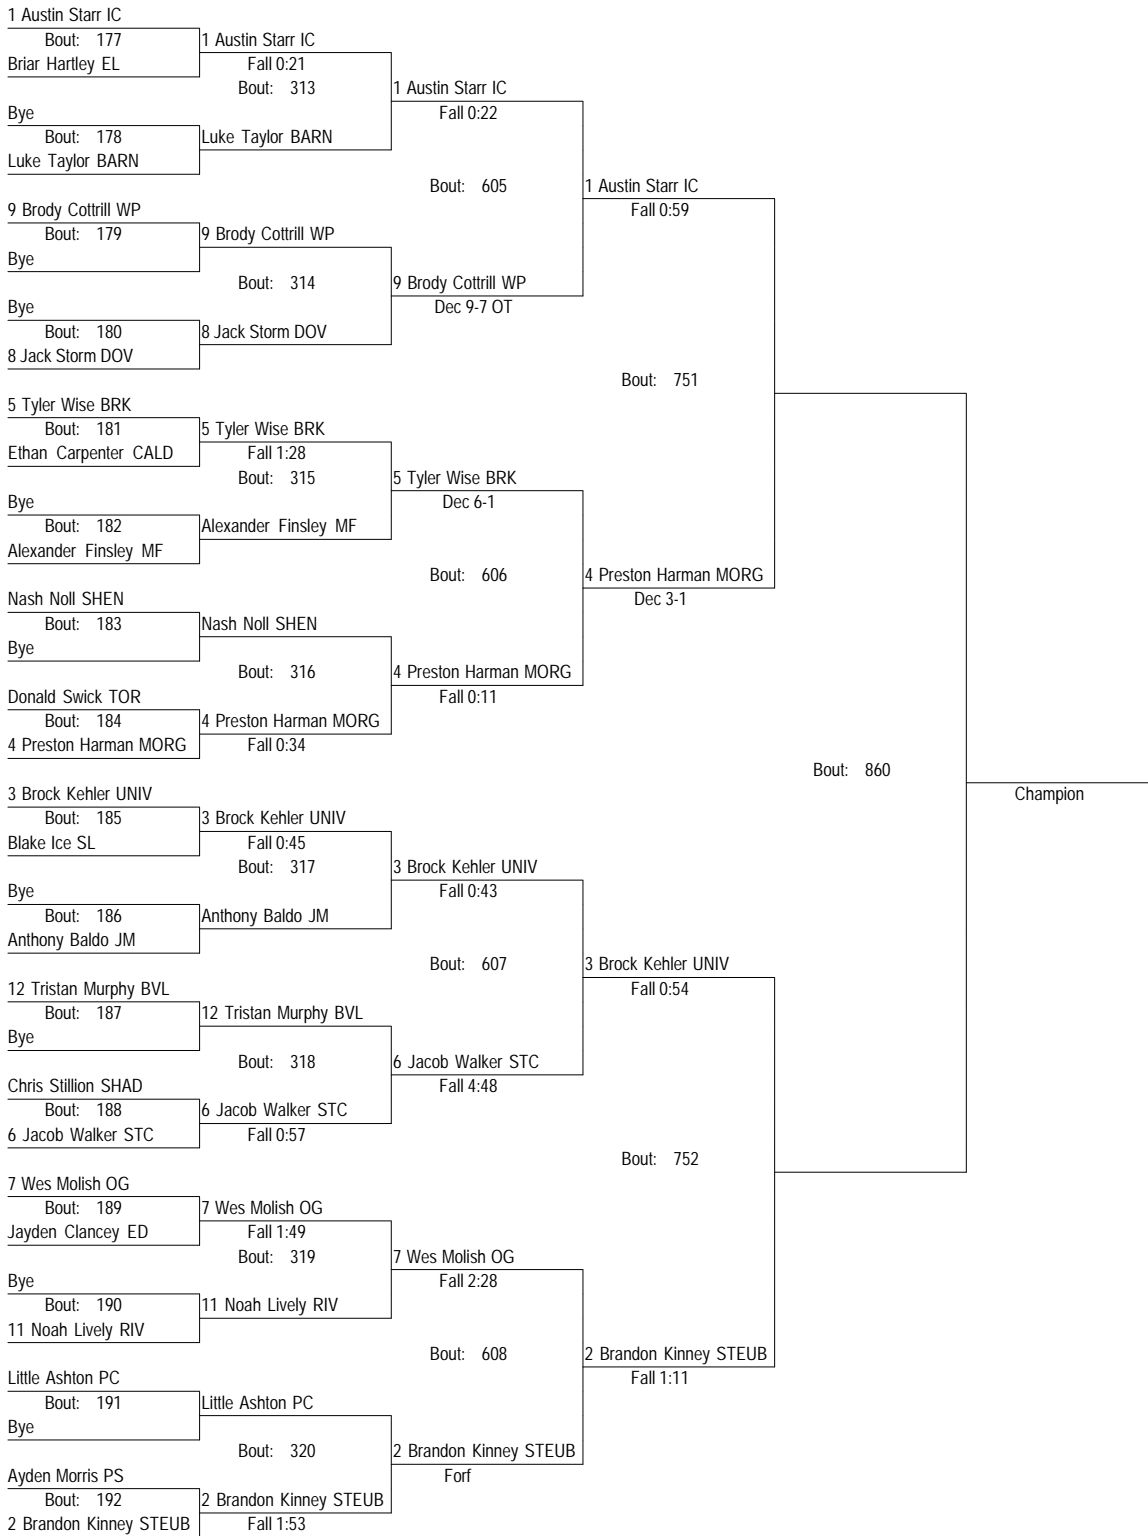 1 Austin Starr IC
Bout: 177
1 Austin Starr IC
Briar Hartley EL
Fall 0:21
Bout: 313
1 Austin Starr IC
Bye
Fall 0:22
Bout: 178
Luke Taylor BARN
Luke Taylor BARN
Bout: 605
1 Austin Starr IC
9 Brody Cottrill WP
Fall 0:59
Bout: 179
9 Brody Cottrill WP
Bye
Bout: 314
9 Brody Cottrill WP
Bye
Dec 9-7 OT
Bout: 180
8 Jack Storm DOV
8 Jack Storm DOV
Bout: 751
5 Tyler Wise BRK
Bout: 181
5 Tyler Wise BRK
Ethan Carpenter CALD
Fall 1:28
Bout: 315
5 Tyler Wise BRK
Bye
Dec 6-1
Bout: 182
Alexander Finsley MF
Alexander Finsley MF
Bout: 606
4 Preston Harman MORG
Nash Noll SHEN
Dec 3-1
Bout: 183
Nash Noll SHEN
Bye
Bout: 316
4 Preston Harman MORG
Donald Swick TOR
Fall 0:11
Bout: 184
4 Preston Harman MORG
4 Preston Harman MORG
Fall 0:34
Bout: 860
3 Brock Kehler UNIV
Champion
Bout: 185
3 Brock Kehler UNIV
Blake Ice SL
Fall 0:45
Bout: 317
3 Brock Kehler UNIV
Bye
Fall 0:43
Bout: 186
Anthony Baldo JM
Anthony Baldo JM
Bout: 607
3 Brock Kehler UNIV
12 Tristan Murphy BVL
Fall 0:54
Bout: 187
12 Tristan Murphy BVL
Bye
Bout: 318
6 Jacob Walker STC
Chris Stillion SHAD
Fall 4:48
Bout: 188
6 Jacob Walker STC
6 Jacob Walker STC
Fall 0:57
Bout: 752
7 Wes Molish OG
Bout: 189
7 Wes Molish OG
Jayden Clancey ED
Fall 1:49
Bout: 319
7 Wes Molish OG
Bye
Fall 2:28
Bout: 190
11 Noah Lively RIV
11 Noah Lively RIV
Bout: 608
2 Brandon Kinney STEUB
Little Ashton PC
Fall 1:11
Bout: 191
Little Ashton PC
Bye
Bout: 320
2 Brandon Kinney STEUB
Ayden Morris PS
Forf
Bout: 192
2 Brandon Kinney STEUB
2 Brandon Kinney STEUB
Fall 1:53